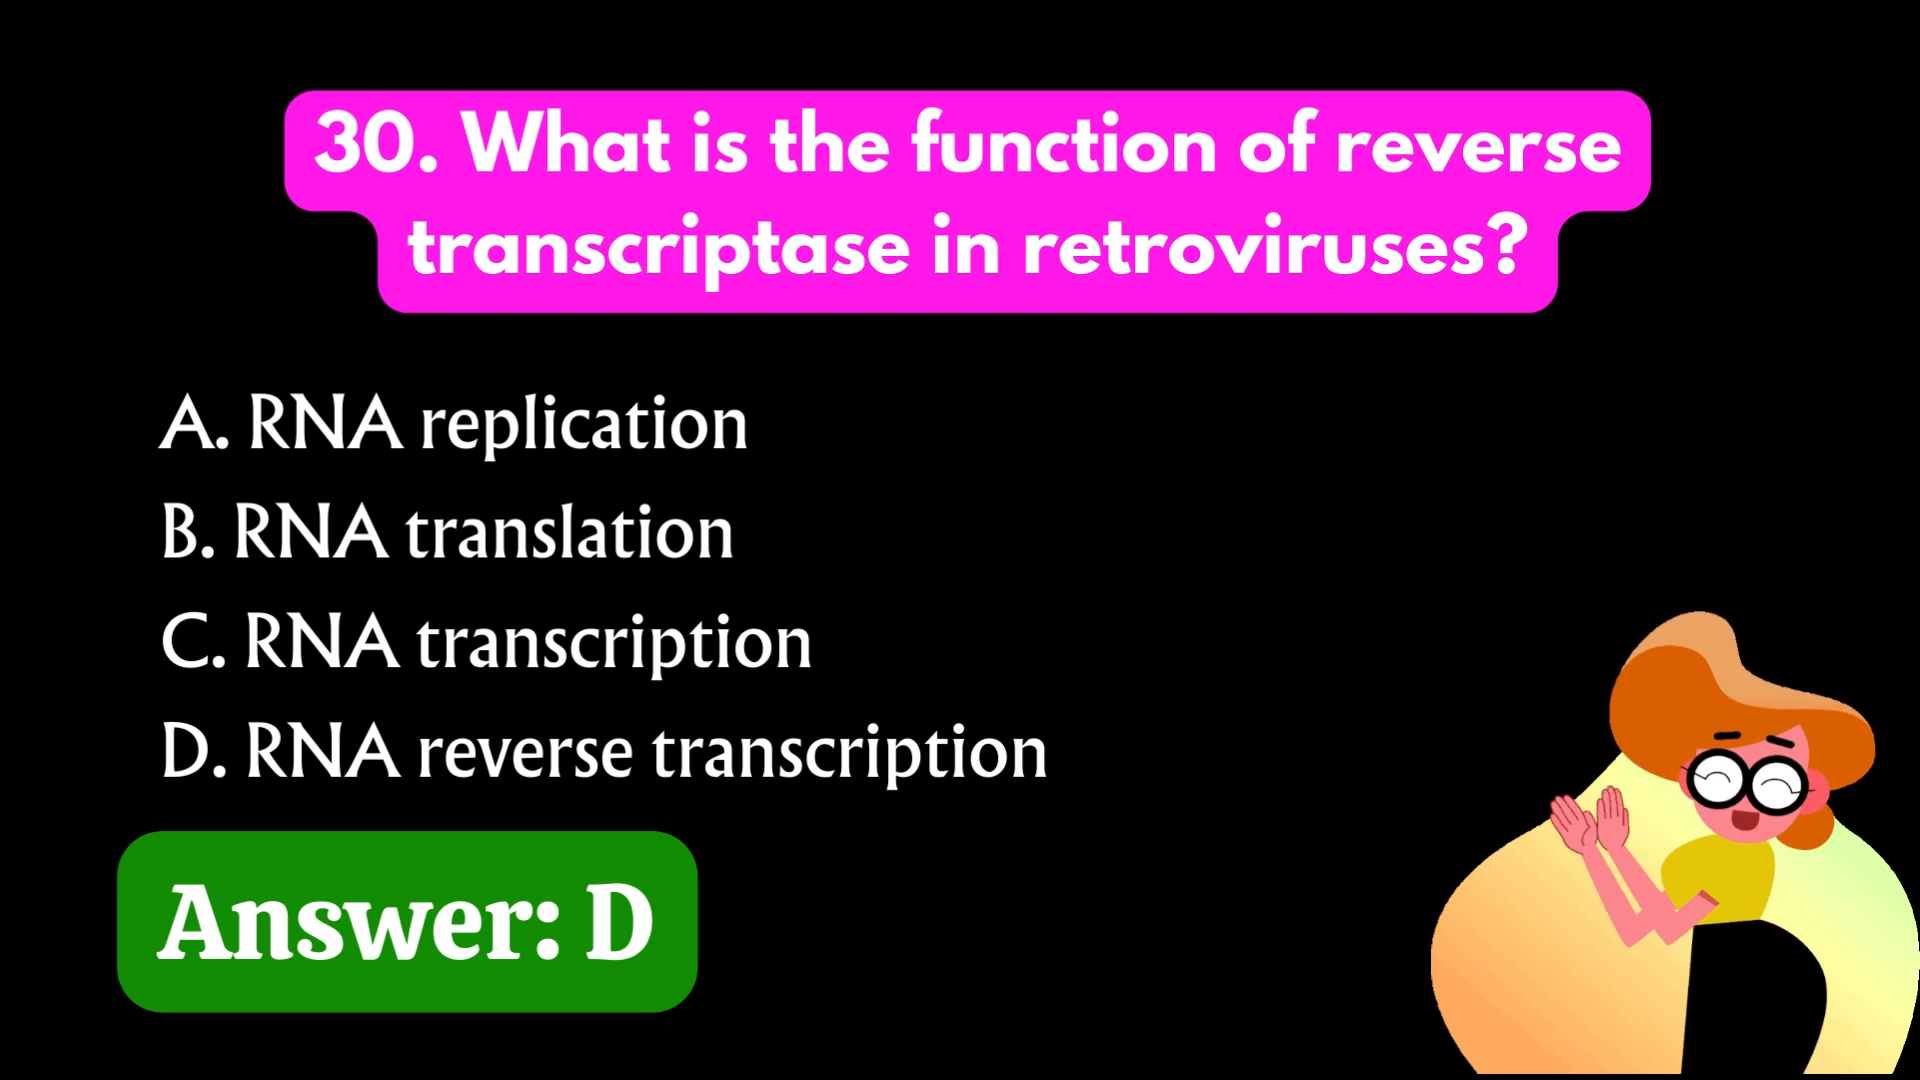 30. What is the function of reverse
transcriptase in retroviruses?
A. RNA replication
B. RNA translation
C. RNA transcription
D. RNA reverse transcription
Answer: D